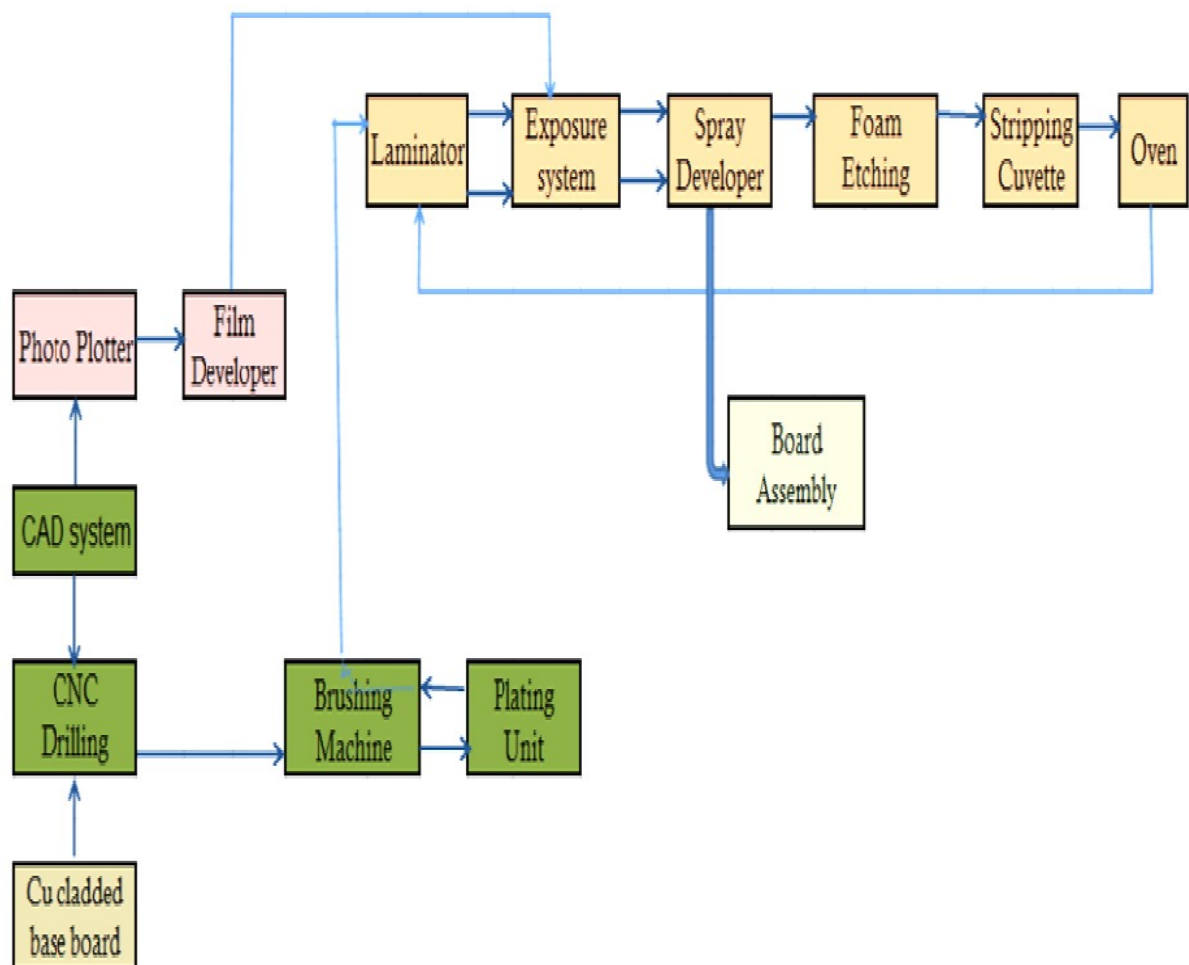 Laminator
Exposure
system
Spray
Developer
Foam
Etching
Stripping
Cuvette
Oven
Photo Plotter
Film
Developer
Board
Assembly
CAD system
CNC
Drilling
Brushing
Machine
Plating
Unit
Cu cladded
base board